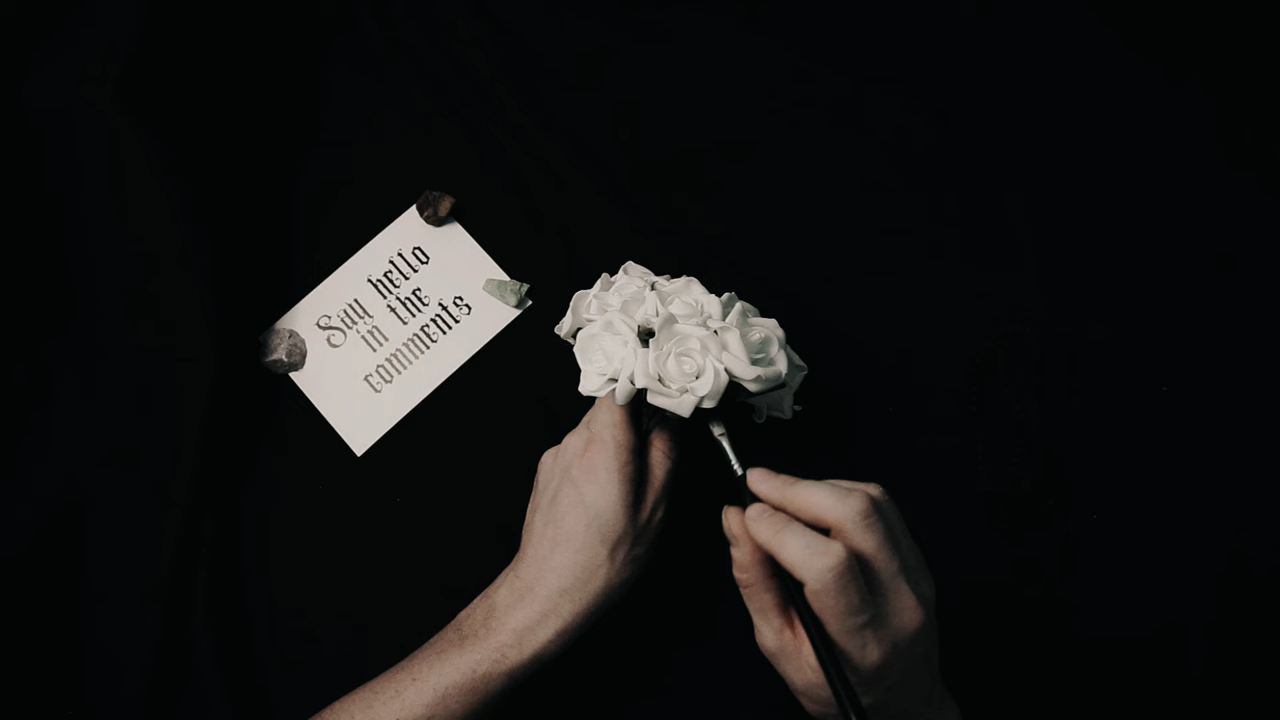 Say hello
in the
comments